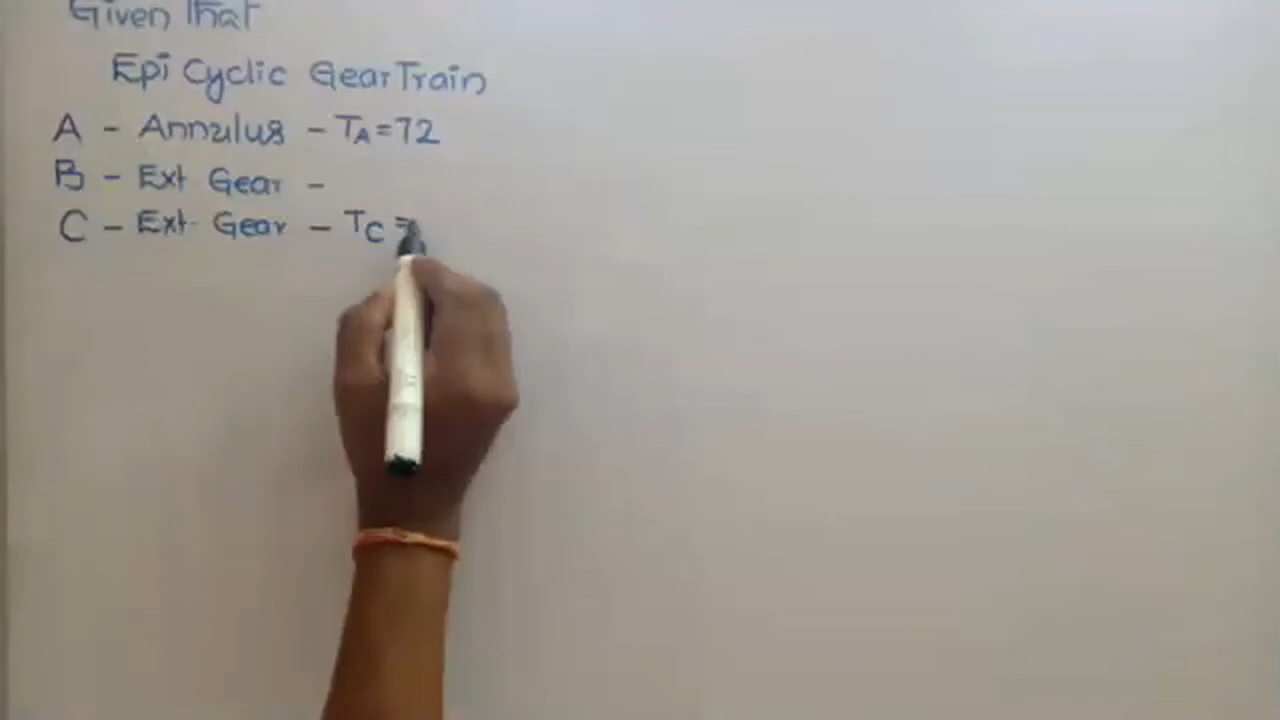 Given That
Epi Cyclic Gear Train
A - Annulus - TA = 72
B - Ext Gear -
C - Ext. Gear - TC =